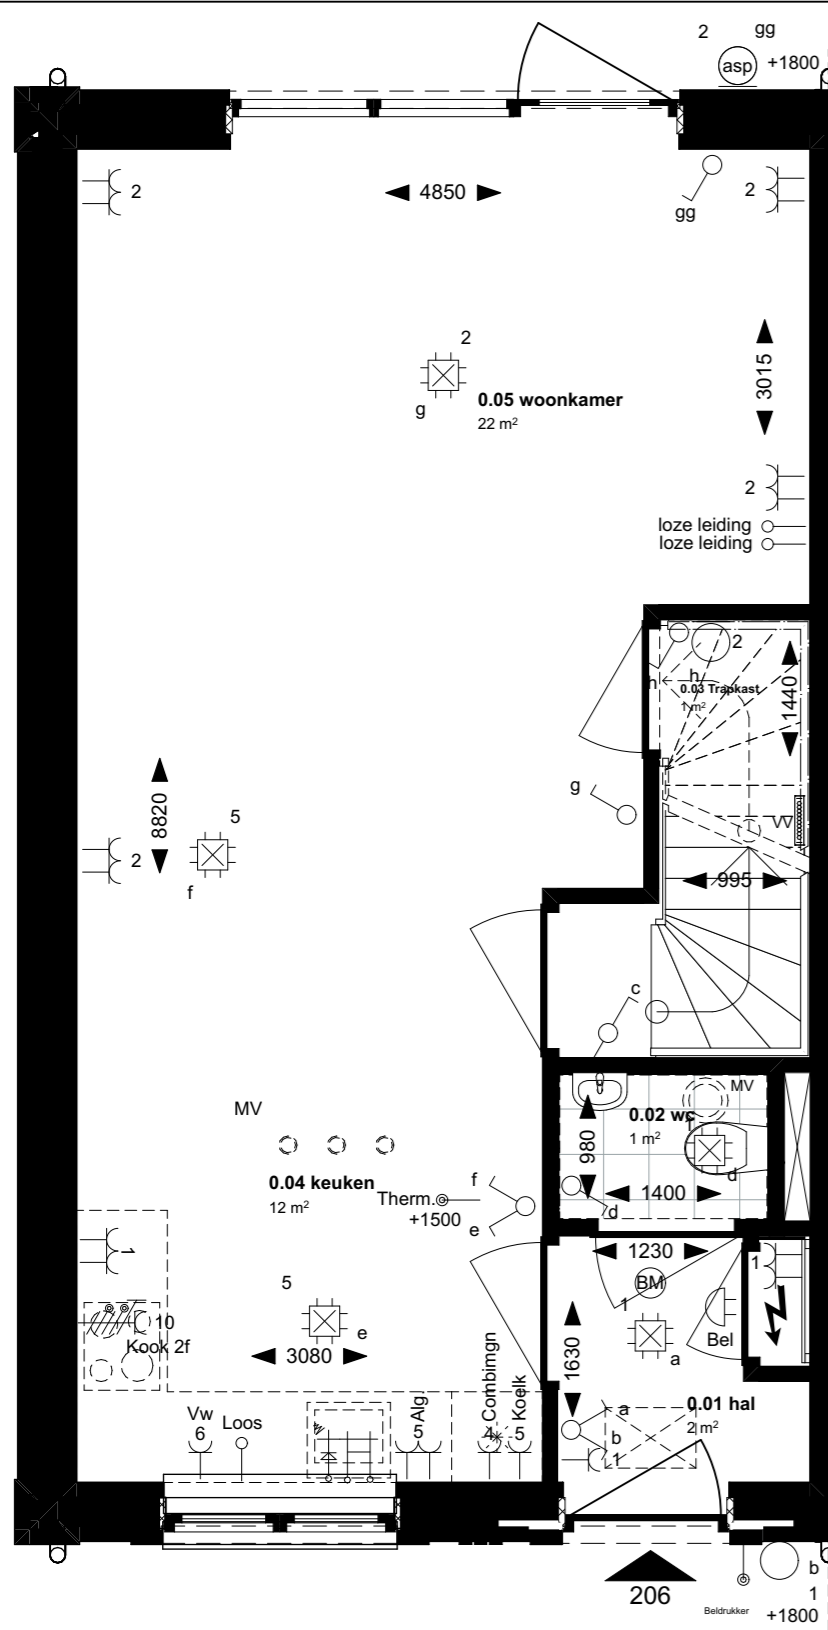 2 gg
asp +1800
2
4850
2
gg
2
g
0.05 woonkamer
22 m²
3015
2
loze leiding
loze leiding
2
h
h
0.03 Trapkast
1 m²
1440
g
VV
8820
5
2
f
995
c
MV
MV
0.02 wc
1
1 m²
980
d
1400
d
0.04 keuken
12 m²
Therm.
+1500
f
e
1230
BM
1
1
1
5
e
10
Kook 2f
3080
Bel
a
1630
Combimgn
Koelk
Alg
0.01 hal
2 m²
a
b
1
Vw
6
Loos
5
4
5
206
Beldrukker
b
1
+1800